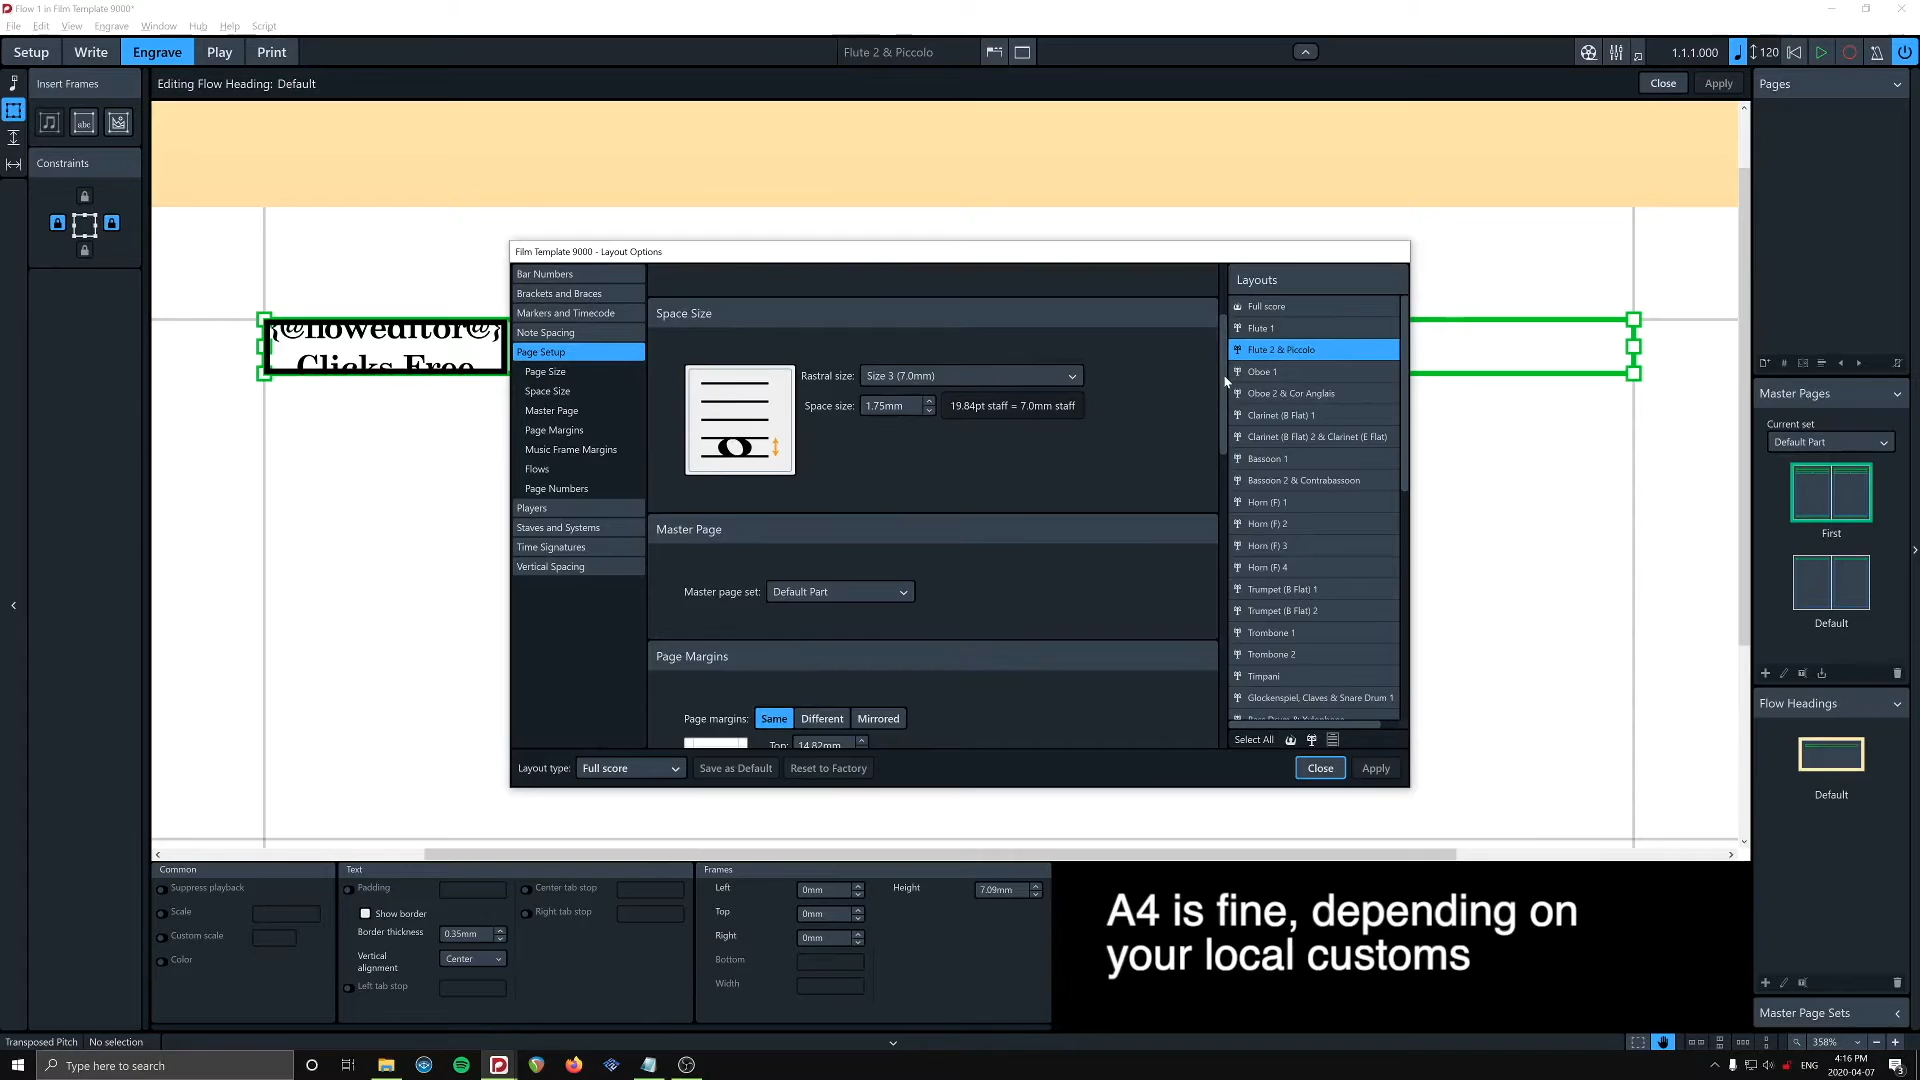 Flow 1 in Film Template 9000*
File Edit View Engrave Window Hub Help Script
Setup Write Engrave Play Print
Flute 2 & Piccolo
1.1.1.000
120
Insert Frames
Editing Flow Heading: Default
Close Apply
Pages
abc
Constraints
Clicks Free
Film Template 9000 - Layout Options
Bar Numbers
Brackets and Braces
Markers and Timecode
Note Spacing
Page Setup
Page Size
Space Size
Master Page
Page Margins
Music Frame Margins
Flows
Page Numbers
Players
Staves and Systems
Time Signatures
Vertical Spacing
Space Size
Rastral size: Size 3 (7.0mm)
Space size: 1.75mm 19.84pt staff = 7.0mm staff
Master Page
Master page set: Default Part
Page Margins
Page margins: Same Different Mirrored
Top: 14.82mm
Layouts
Full score
Flute 1
Flute 2 & Piccolo
Oboe 1
Oboe 2 & Cor Anglais
Clarinet (B Flat) 1
Clarinet (B Flat) 2 & Clarinet (E Flat)
Bassoon 1
Bassoon 2 & Contrabassoon
Horn (F) 1
Horn (F) 2
Horn (F) 3
Horn (F) 4
Trumpet (B Flat) 1
Trumpet (B Flat) 2
Trombone 1
Trombone 2
Timpani
Glockenspiel, Claves & Snare Drum 1
Bass Drum & Xylophone
Select All
Layout type: Full score Save as Default Reset to Factory Close Apply
Master Pages
Current set
Default Part
First
Default
Flow Headings
Default
Master Page Sets
Common
Suppress playback
Scale
Custom scale
Color
Text
Padding
Show border
Border thickness 0.35mm
Vertical alignment Center
Left tab stop
Center tab stop
Right tab stop
Frames
Left 0mm Height 7.09mm
Top 0mm
Right 0mm
Bottom
Width
A4 is fine, depending on
your local customs
Transposed Pitch No selection
358%
Type here to search
ENG
4:16 PM
2020-04-07
3